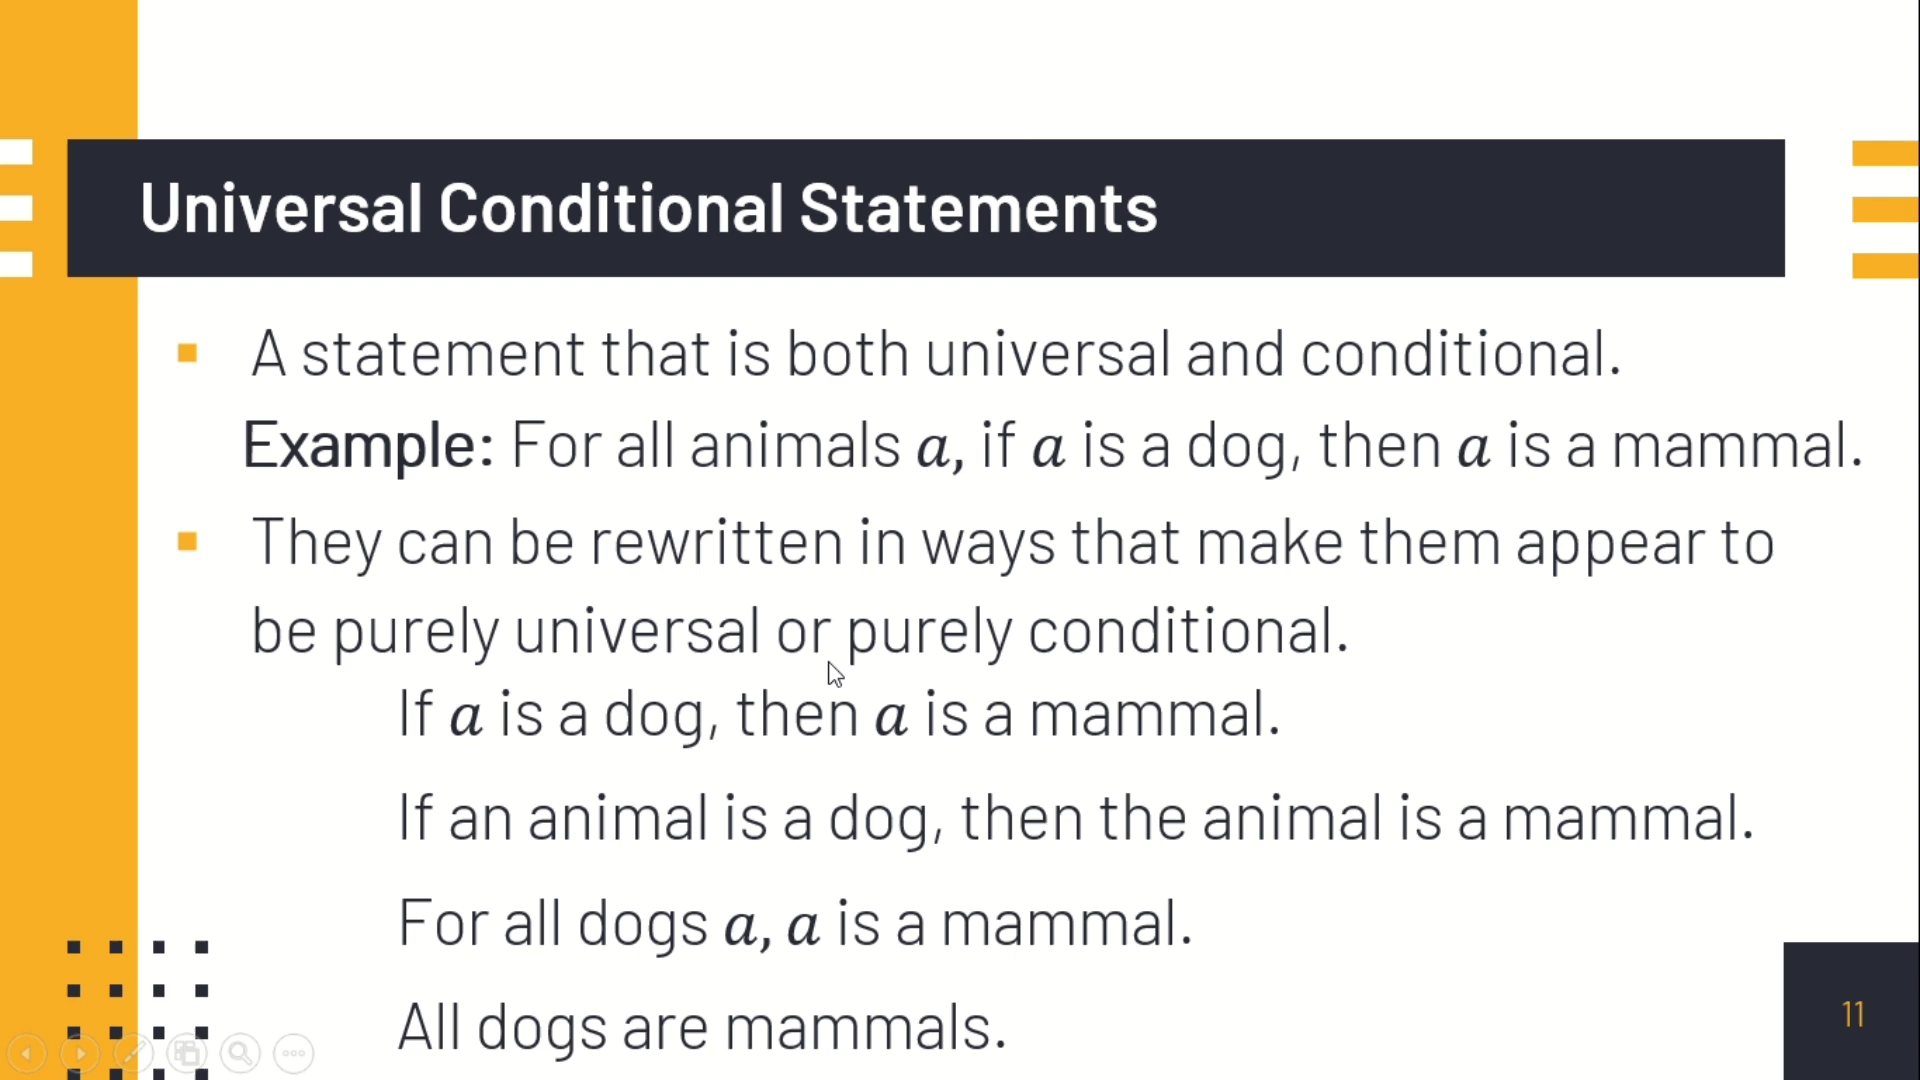 Universal Conditional Statements
▪ A statement that is both universal and conditional.
Example: For all animals a, if a is a dog, then a is a mammal.
▪ They can be rewritten in ways that make them appear to
be purely universal or purely conditional.
If a is a dog, then a is a mammal.
If an animal is a dog, then the animal is a mammal.
For all dogs a, a is a mammal.
All dogs are mammals.
11